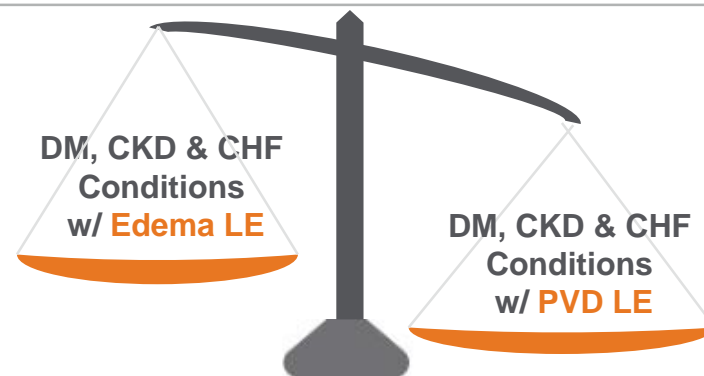 DM, CKD & CHF
Conditions
w/ Edema LE
DM, CKD & CHF
Conditions
w/ PVD LE